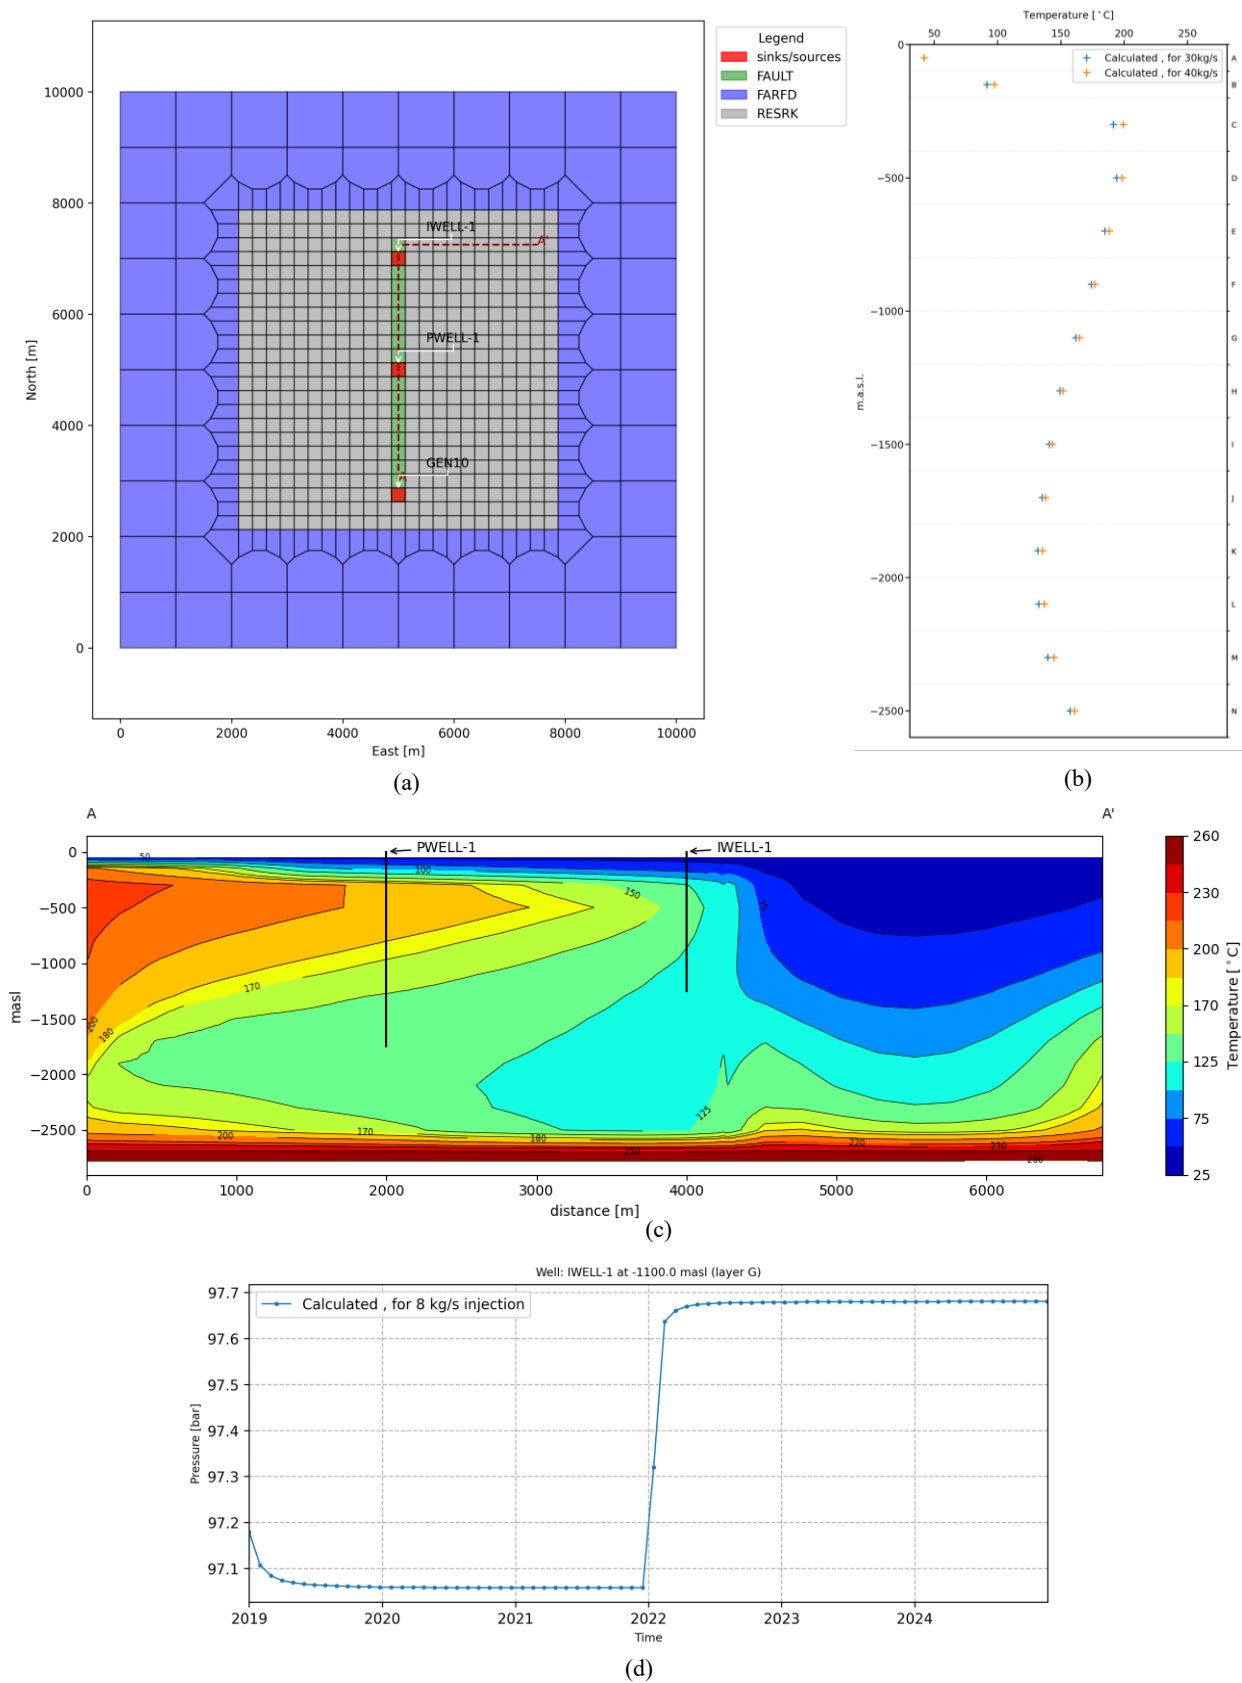 Legend
sinks/sources
FAULT
FARFD
RESRK
10000
8000
6000
4000
2000
0
North [m]
IWELL-1
A'
PWELL-1
GEN10
A
0 2000 4000 6000 8000 10000
East [m]
(a)
Temperature [°C]
50 100 150 200 250
Calculated , for 30kg/s
Calculated , for 40kg/s
0
−500
−1000
−1500
−2000
−2500
m.a.s.l.
A
B
C
D
E
F
G
H
I
J
K
L
M
N
(b)
A A'
PWELL-1
IWELL-1
0
−500
−1000
−1500
−2000
−2500
masl
50
100
150
75
170
200
180
125
200
170
180
250
220
230
260
0 1000 2000 3000 4000 5000 6000
distance [m]
260
230
200
170
125
75
25
Temperature [°C]
(c)
Well: IWELL-1 at -1100.0 masl (layer G)
Calculated , for 8 kg/s injection
97.7
97.6
97.5
97.4
97.3
97.2
97.1
Pressure [bar]
2019 2020 2021 2022 2023 2024
Time
(d)